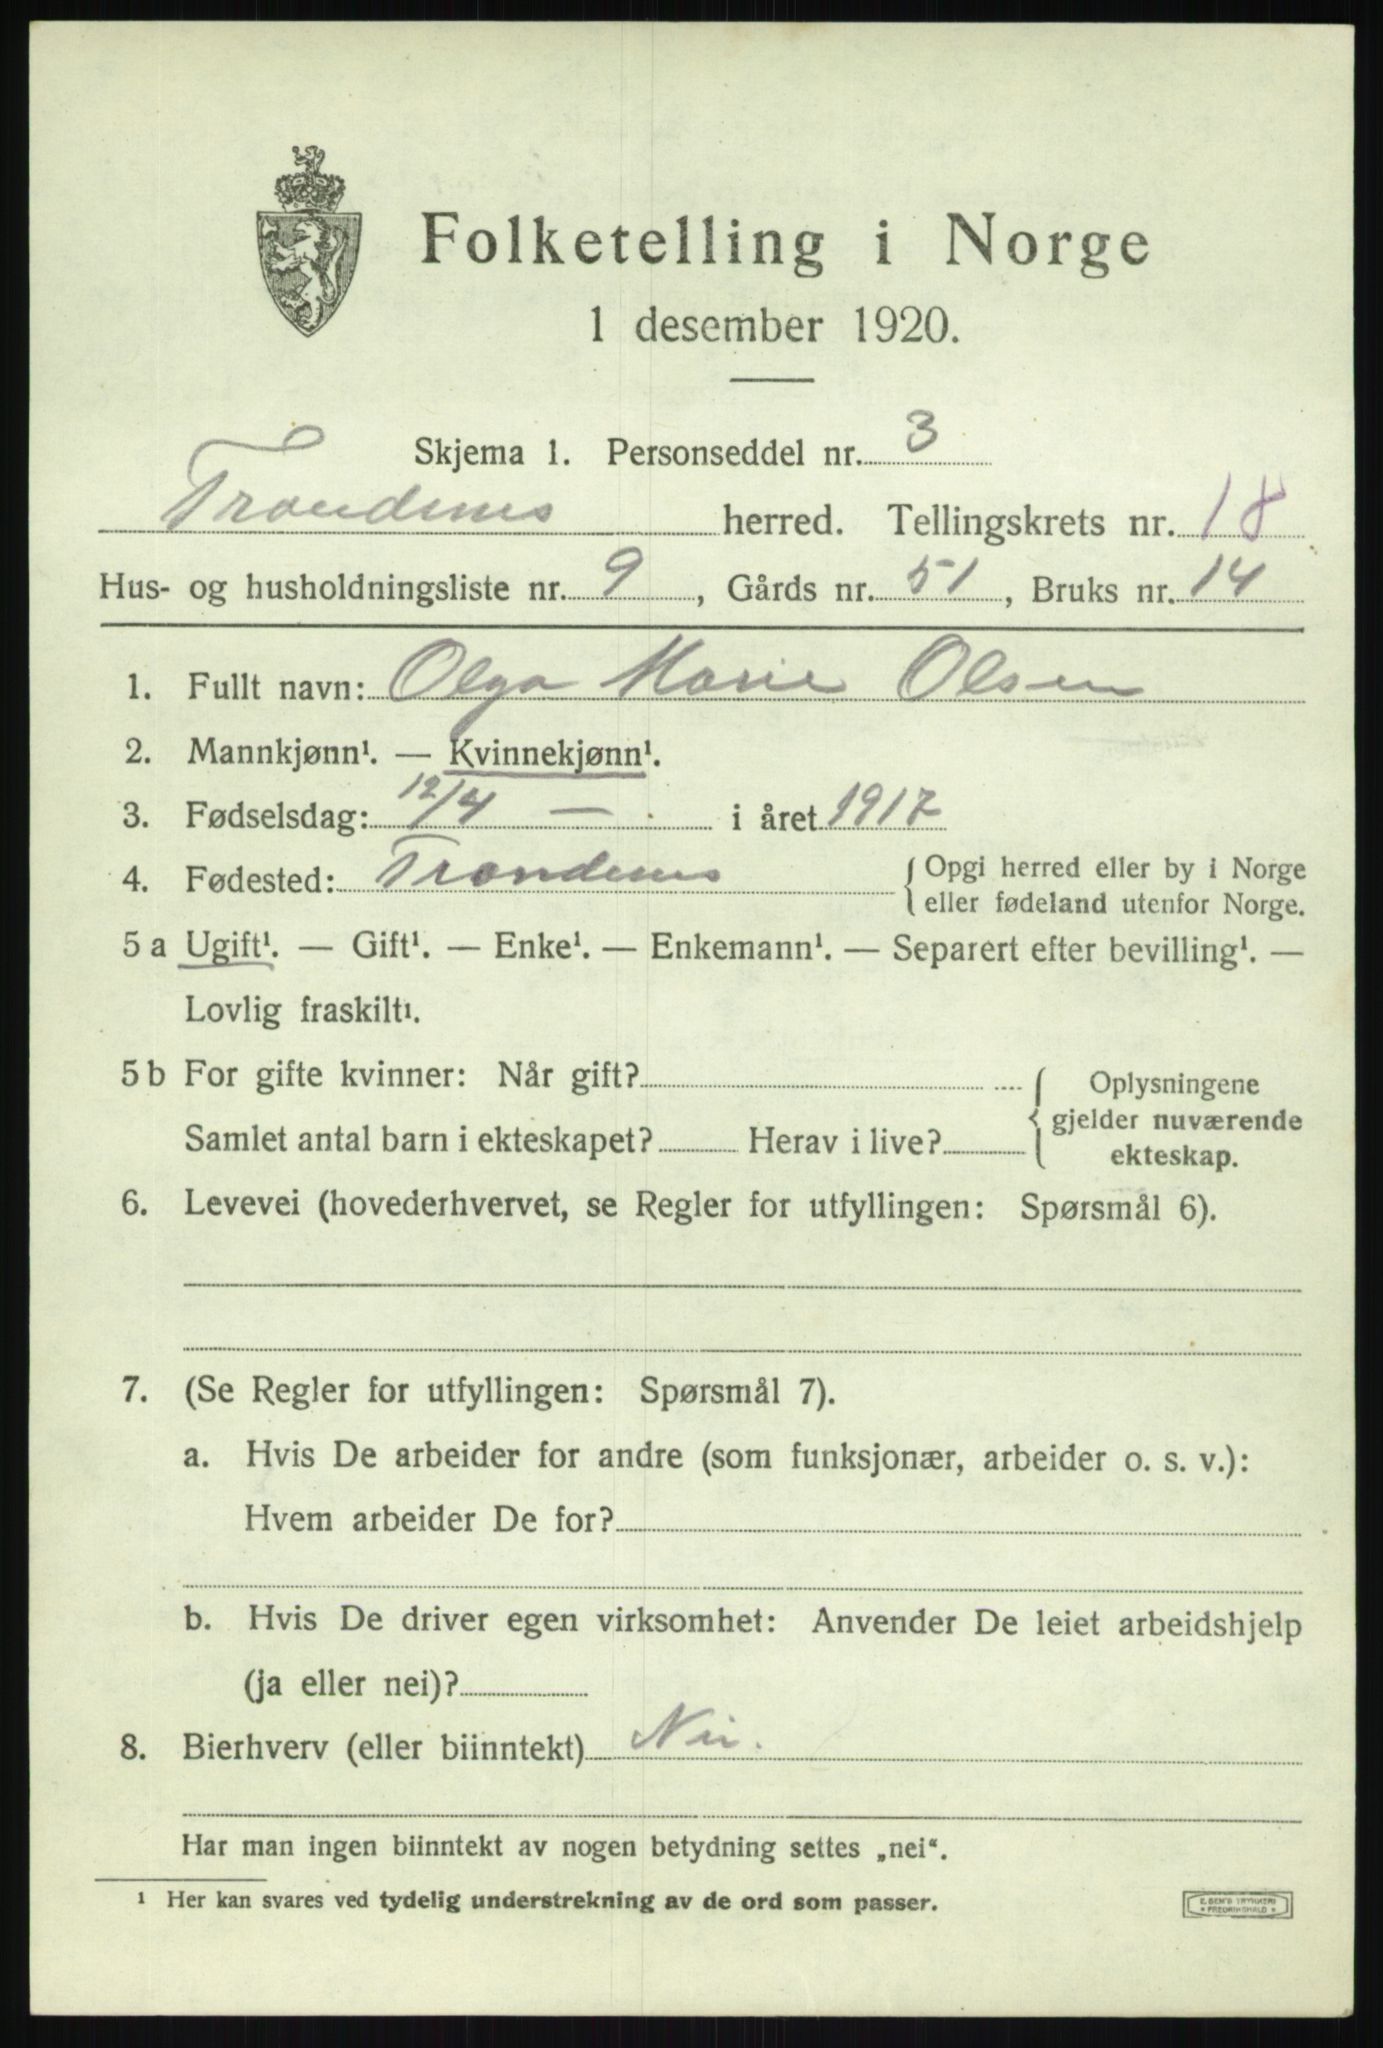 Folketelling i Norge
1 desember 1920.
Skjema 1. Personseddel nr. 3
Trondenes herred. Tellingskrets nr. 18
Hus- og husholdningsliste nr. 9, Gårds nr. 51, Bruks nr. 14
1. Fullt navn: Olga Marie Olsen
2. Mannkjønn¹. — Kvinnekjønn¹.
3. Fødselsdag: 12/4 — i året 1917
4. Fødested: Trondenes { Opgi herred eller by i Norge
eller fødeland utenfor Norge.
5 a Ugift¹. — Gift¹. — Enke¹. — Enkemann¹. — Separert efter bevilling¹. —
Lovlig fraskilt¹.
5 b For gifte kvinner: Når gift? { Oplysningene
gjelder nuværende
Samlet antal barn i ekteskapet? Herav i live?
ekteskap.
6. Levevei (hovederhvervet, se Regler for utfyllingen: Spørsmål 6).
7. (Se Regler for utfyllingen: Spørsmål 7).
a. Hvis De arbeider for andre (som funksjonær, arbeider o. s. v.):
Hvem arbeider De for?
b. Hvis De driver egen virksomhet: Anvender De leiet arbeidshjelp
(ja eller nei)?
8. Bierhverv (eller biinntekt) Nei.
Har man ingen biinntekt av nogen betydning settes „nei“.
¹ Her kan svares ved tydelig understrekning av de ord som passer.
E. SEM'S TRYKKERI
* FREDRIKSHALD *